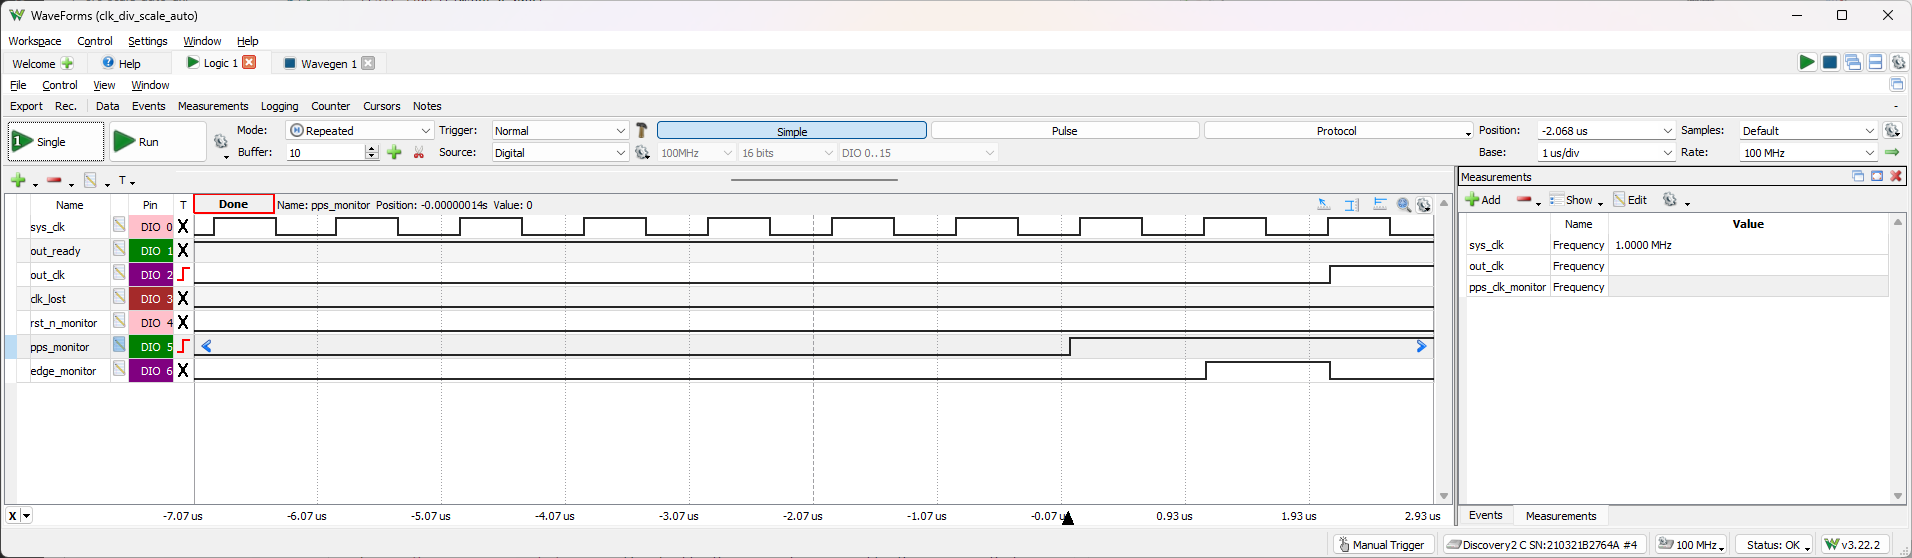 WaveForms (clk_div_scale_auto)
Workspace Control Settings Window Help
Welcome Help Logic 1 Wavegen 1
File Control View Window
Export Rec. Data Events Measurements Logging Counter Cursors Notes
1 Single Run Mode: Repeated Trigger: Normal Simple Pulse Protocol Position: -2.068 us Samples: Default
Buffer: 10 Source: Digital 100MHz 16 bits DIO 0..15 Base: 1 us/div Rate: 100 MHz
T
Measurements
Name Pin T Done Name: pps_monitor Position: -0.00000014s Value: 0
Add Show Edit
sys_clk DIO 0 X
out_ready DIO 1 X
out_clk DIO 2
clk_lost DIO 3 X
rst_n_monitor DIO 4 X
pps_monitor DIO 5
edge_monitor DIO 6 X
Name Value
sys_clk Frequency 1.0000 MHz
out_clk Frequency
pps_clk_monitor Frequency
X -7.07 us -6.07 us -5.07 us -4.07 us -3.07 us -2.07 us -1.07 us -0.07 us 0.93 us 1.93 us 2.93 us
Events Measurements
Manual Trigger Discovery2 C SN:210321B2764A #4 100 MHz Status: OK v3.22.2